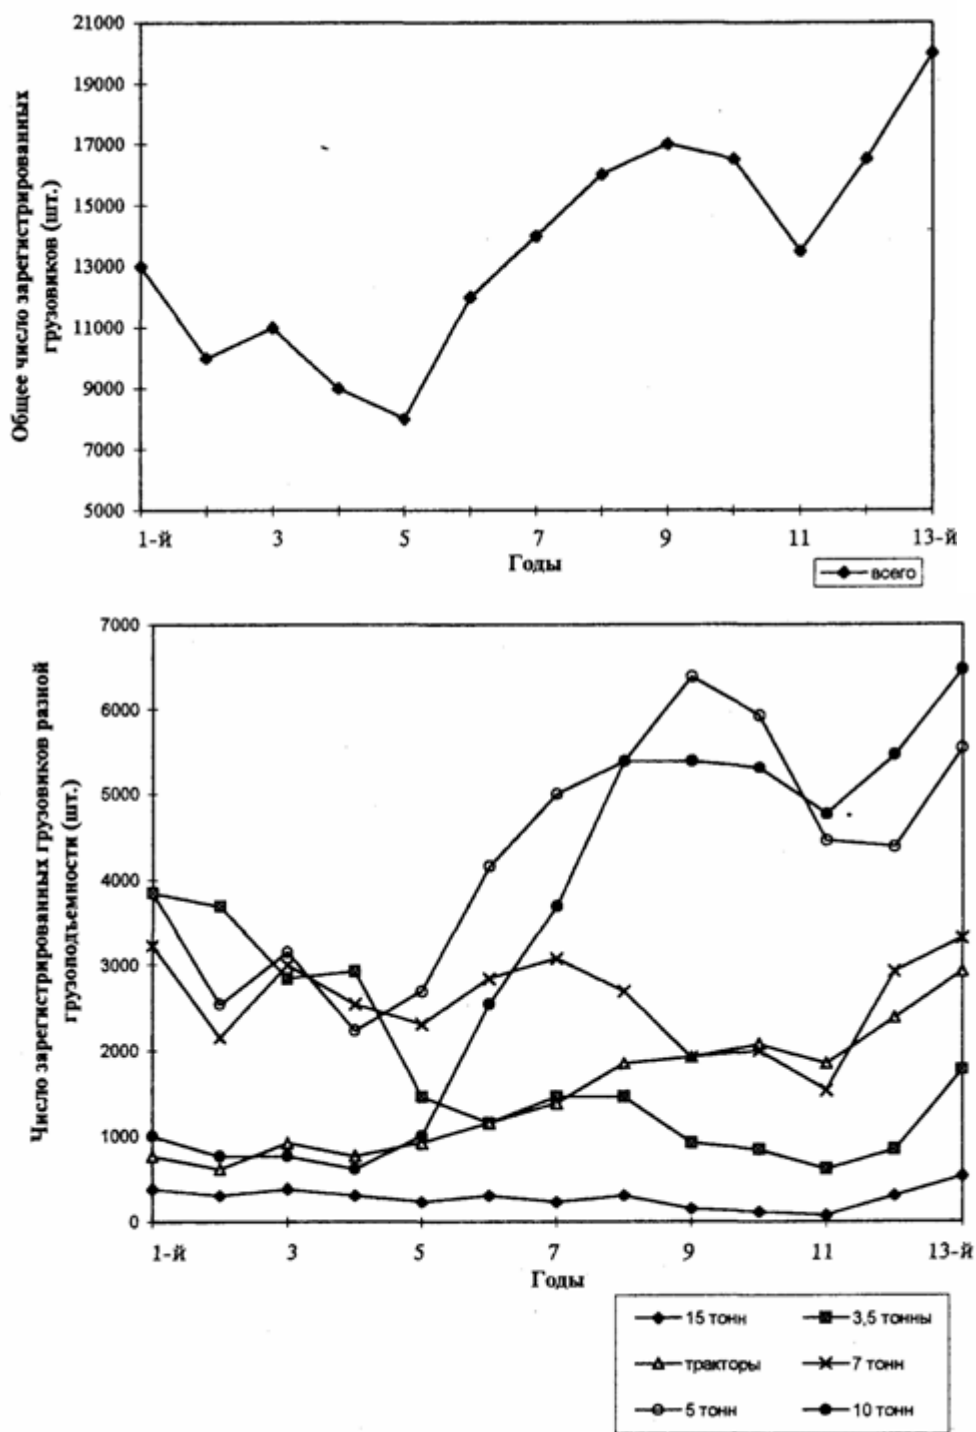 Общее число зарегистрированных
грузовиков (шт.)
21000
19000
17000
15000
13000
11000
9000
7000
5000
1-й 3 5 7 9 11 13-й
Годы
всего
Число зарегистрированных грузовиков разной
грузоподъемности (шт.)
7000
6000
5000
4000
3000
2000
1000
0
1-й 3 5 7 9 11 13-й
Годы
15 тонн 3,5 тонны
тракторы 7 тонн
5 тонн 10 тонн